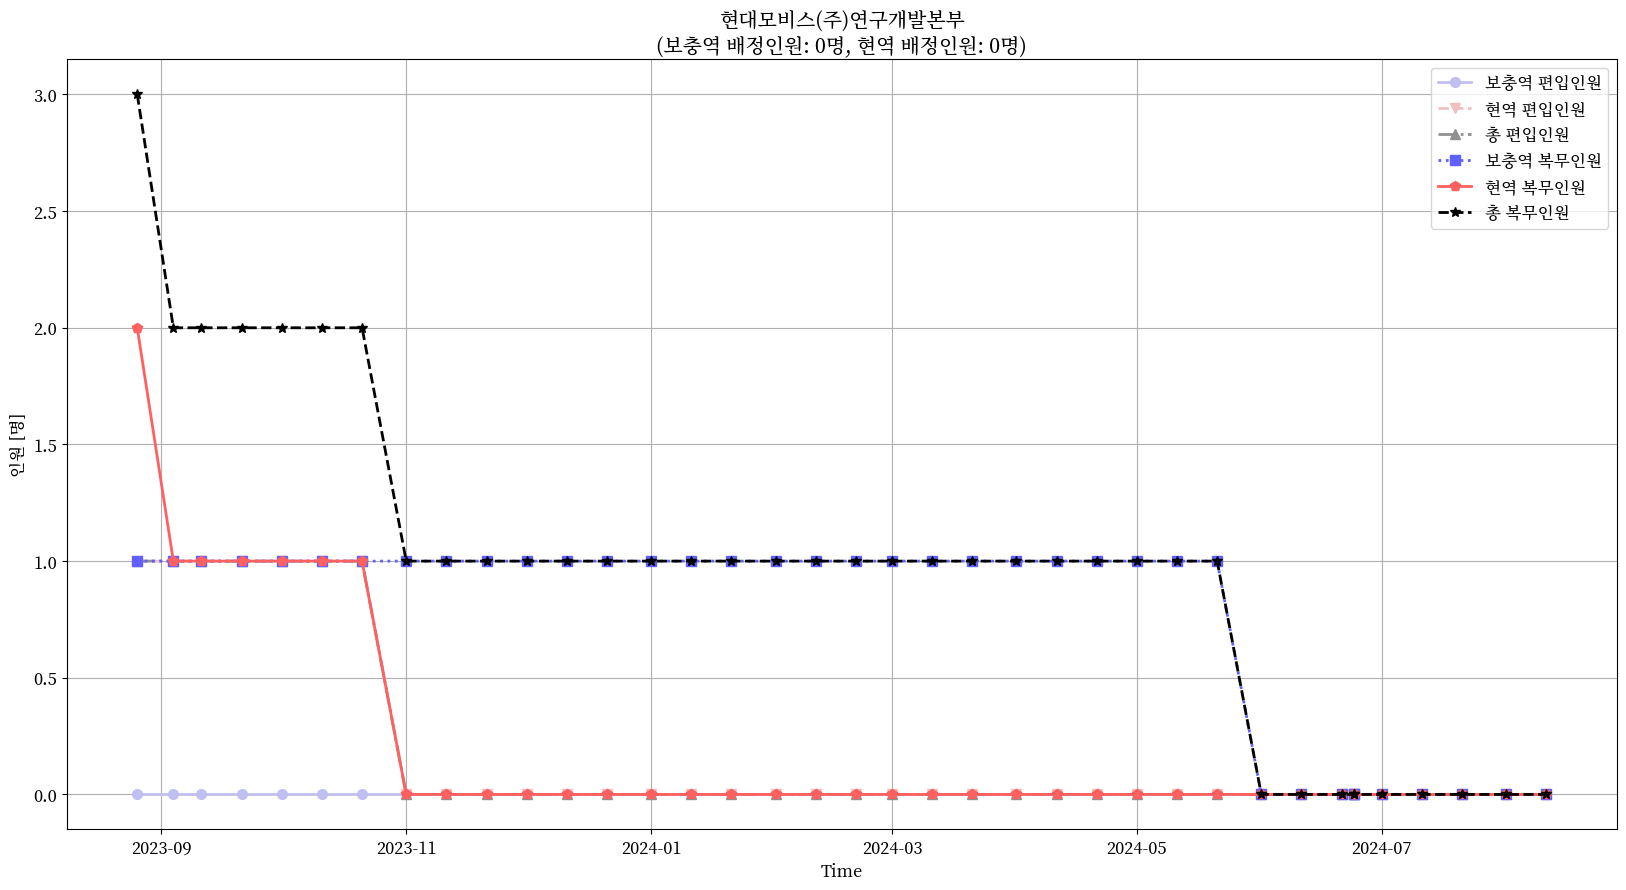 현대모비스(주)연구개발본부
(보충역 배정인원: 0명, 현역 배정인원: 0명)
보충역 편입인원
현역 편입인원
총 편입인원
보충역 복무인원
현역 복무인원
총 복무인원
인원 [명]
3.0
2.5
2.0
1.5
1.0
0.5
0.0
2023-09 2023-11 2024-01 2024-03 2024-05 2024-07
Time